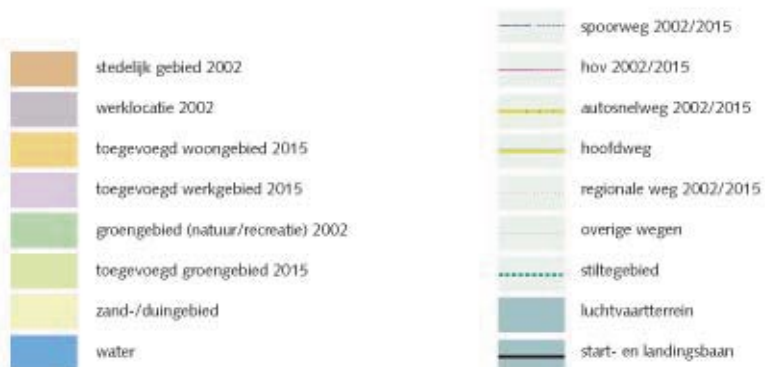 stedelijk gebied 2002
werklocatie 2002
toegevoegd woongebied 2015
toegevoegd werkgebied 2015
groengebied (natuur/recreatie) 2002
toegevoegd groengebied 2015
zand-/duingebied
water
spoorweg 2002/2015
hov 2002/2015
autosnelweg 2002/2015
hoofdweg
regionale weg 2002/2015
overige wegen
stiltegebied
luchtvaartterrein
start- en landingsbaan